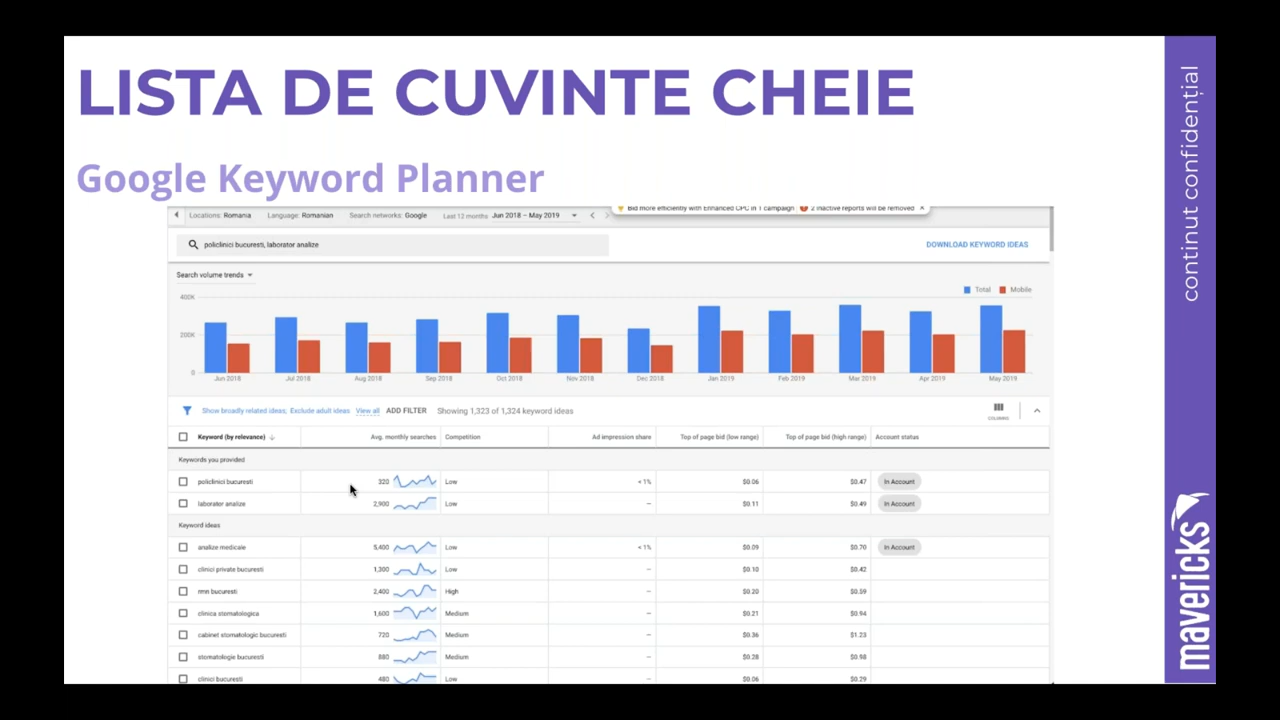 LISTA DE CUVINTE CHEIE
Google Keyword Planner
Locations: Romania Language: Romanian Search networks: Google Last 12 months Jun 2018 – May 2019
Bid more efficiently with Enhanced CPC in 1 campaign 2 inactive reports will be removed
policlinici bucuresti, laborator analize
DOWNLOAD KEYWORD IDEAS
Search volume trends
Total Mobile
400K
200K
0
Jun 2018 Jul 2018 Aug 2018 Sep 2018 Oct 2018 Nov 2018 Dec 2018 Jan 2019 Feb 2019 Mar 2019 Apr 2019 May 2019
Show broadly related ideas; Exclude adult ideas View all ADD FILTER Showing 1,323 of 1,324 keyword ideas
COLUMNS
Keyword (by relevance) Avg. monthly searches Competition Ad impression share Top of page bid (low range) Top of page bid (high range) Account status
Keywords you provided
policlinici bucuresti 320 Low < 1% $0.06 $0.47 In Account
laborator analize 2,900 Low – $0.11 $0.49 In Account
Keyword ideas
analize medicale 5,400 Low < 1% $0.09 $0.70 In Account
clinici private bucuresti 1,300 Low – $0.10 $0.42
rmn bucuresti 2,400 High – $0.20 $0.59
clinica stomatologica 1,600 Medium – $0.21 $0.94
cabinet stomatologic bucuresti 720 Medium – $0.36 $1.23
stomatologie bucuresti 880 Medium – $0.28 $0.98
clinici bucuresti 480 Low – $0.06 $0.29
continut confidențial
mavericks